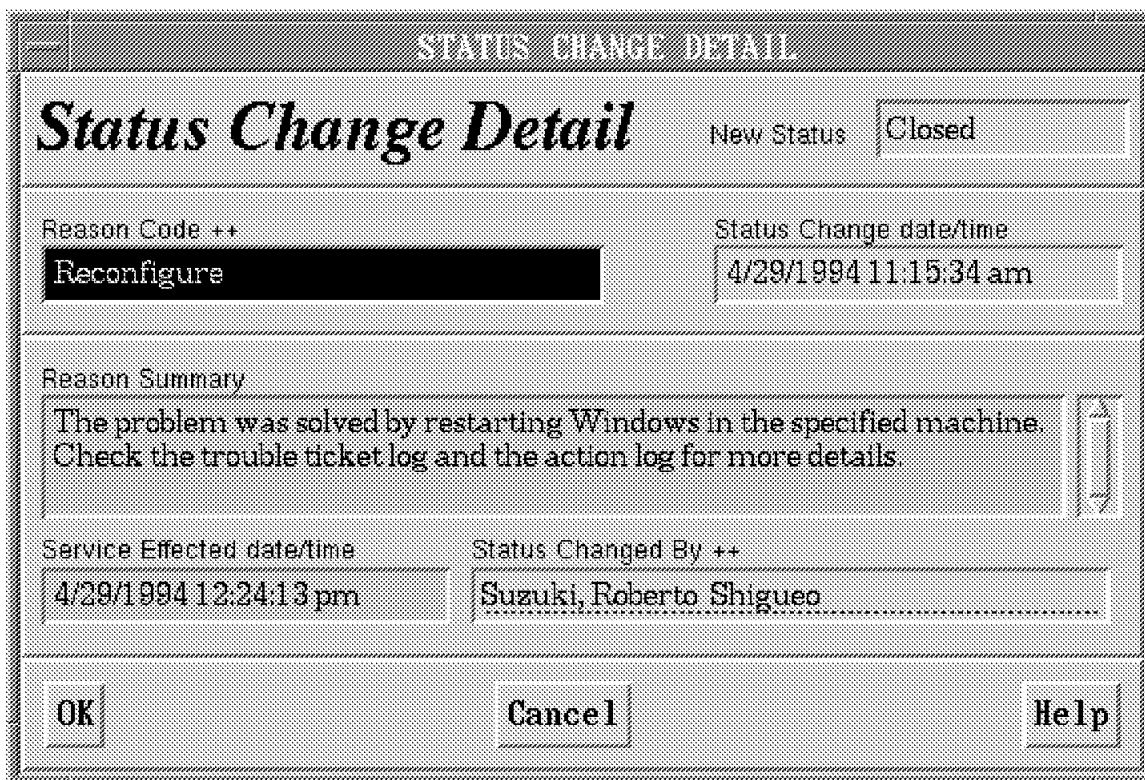 STATUS CHANGE DETAIL
Status Change Detail
New Status
Closed
Reason Code ++
Status Change date/time
Reconfigure
4/29/1994 11:15:34 am
Reason Summary
The problem was solved by restarting Windows in the specified machine.
Check the trouble ticket log and the action log for more details.
Service Effected date/time
Status Changed By ++
4/29/1994 12:24:13 pm
Suzuki, Roberto Shigueo
OK
Cancel
Help